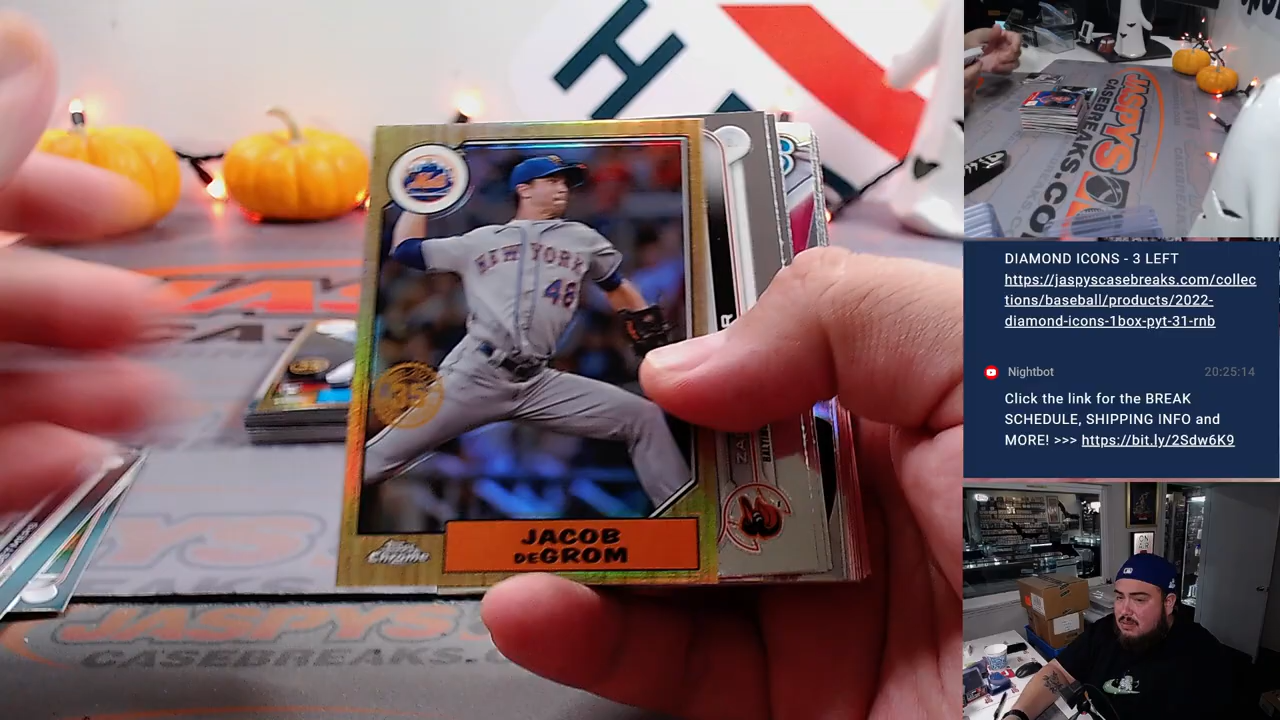 NEW YORK
48
35
Topps
Chrome
JACOB
DEGROM
JASPYS
CASEBREAKS.C
JASPYS
CASEBREAKS.CO
DIAMOND ICONS - 3 LEFT
https://jaspyscasebreaks.com/collec
tions/baseball/products/2022-
diamond-icons-1box-pyt-31-rnb
Nightbot 20:25:14
Click the link for the BREAK
SCHEDULE, SHIPPING INFO and
MORE! >>> https://bit.ly/2Sdw6K9